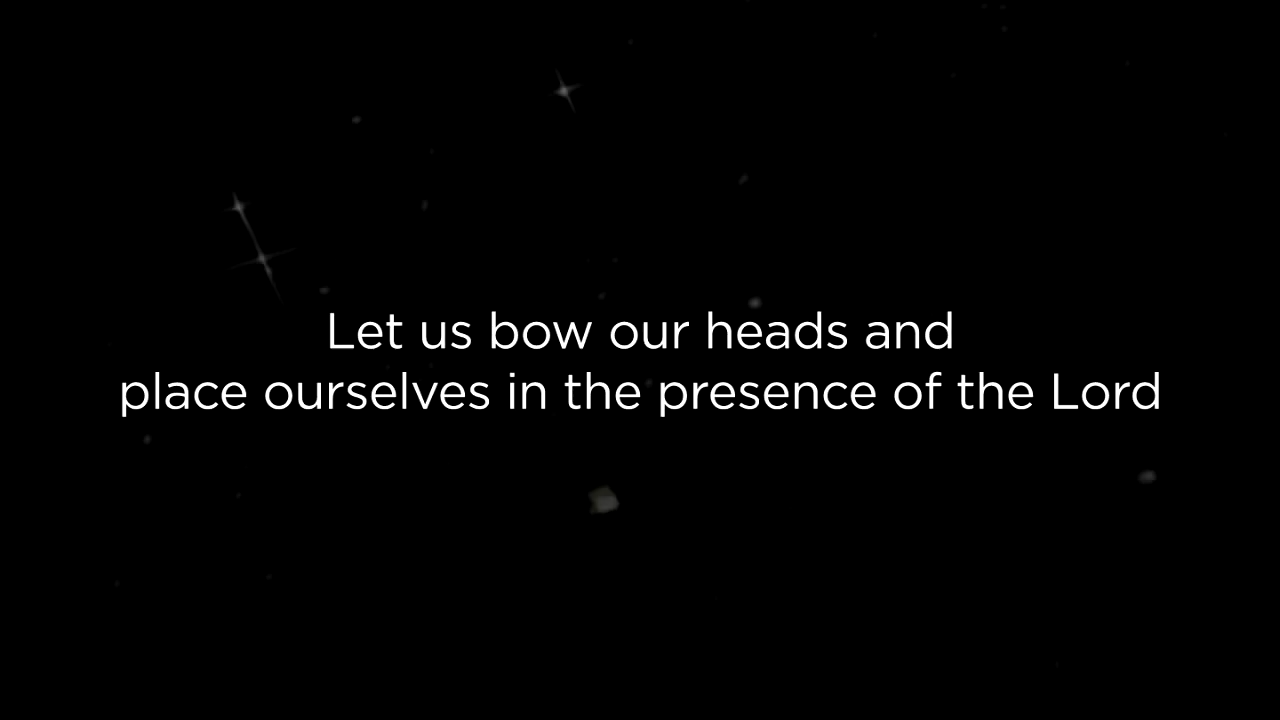 Let us bow our heads and
place ourselves in the presence of the Lord